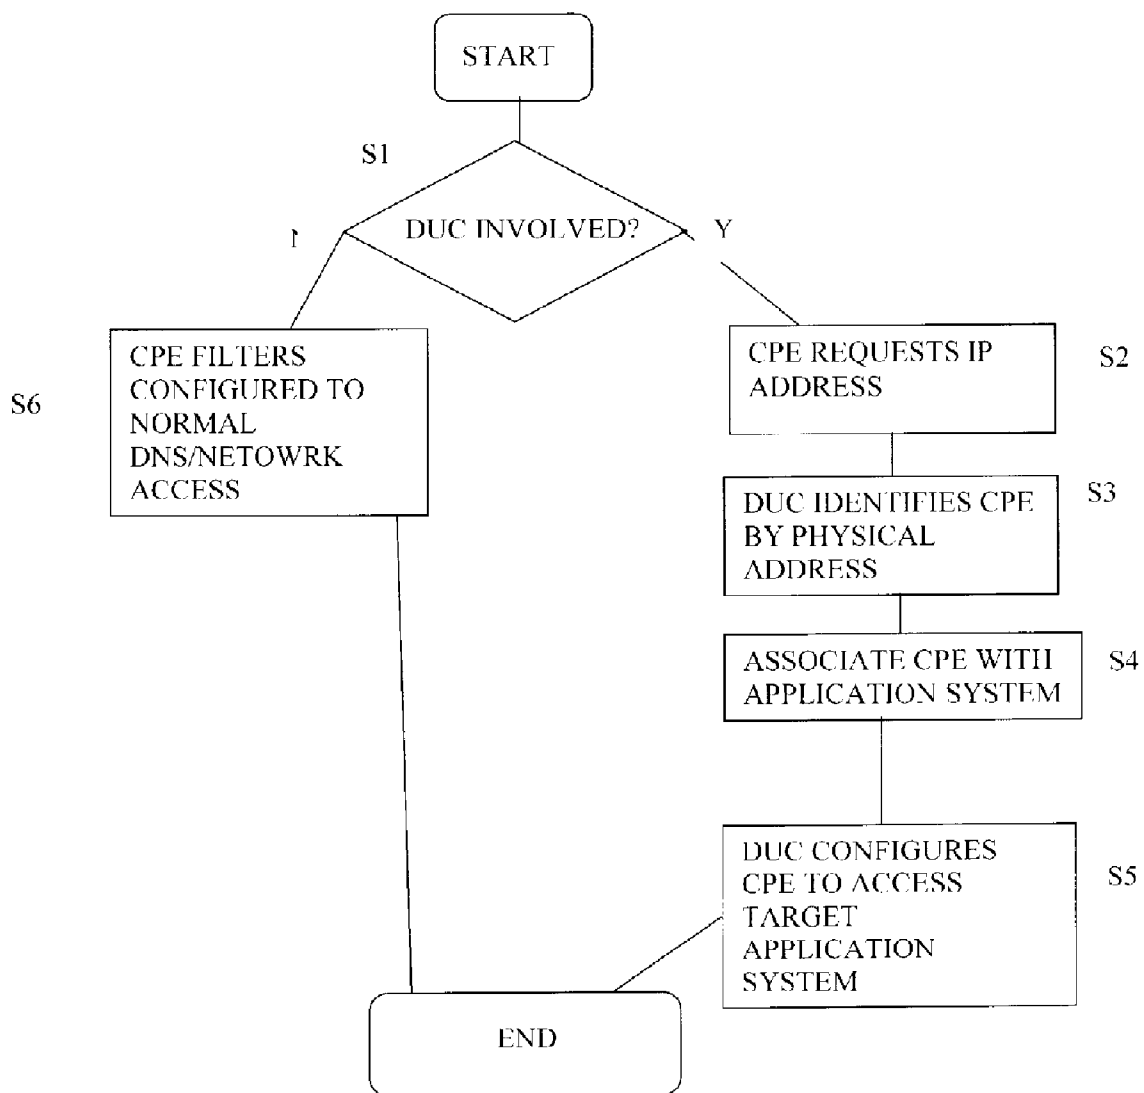 START
S1
DUC INVOLVED?
Y
CPE FILTERS
CONFIGURED TO
NORMAL
DNS/NETOWRK
ACCESS
S6
CPE REQUESTS IP
ADDRESS
S2
DUC IDENTIFIES CPE
BY PHYSICAL
ADDRESS
S3
ASSOCIATE CPE WITH
APPLICATION SYSTEM
S4
DUC CONFIGURES
CPE TO ACCESS
TARGET
APPLICATION
SYSTEM
S5
END